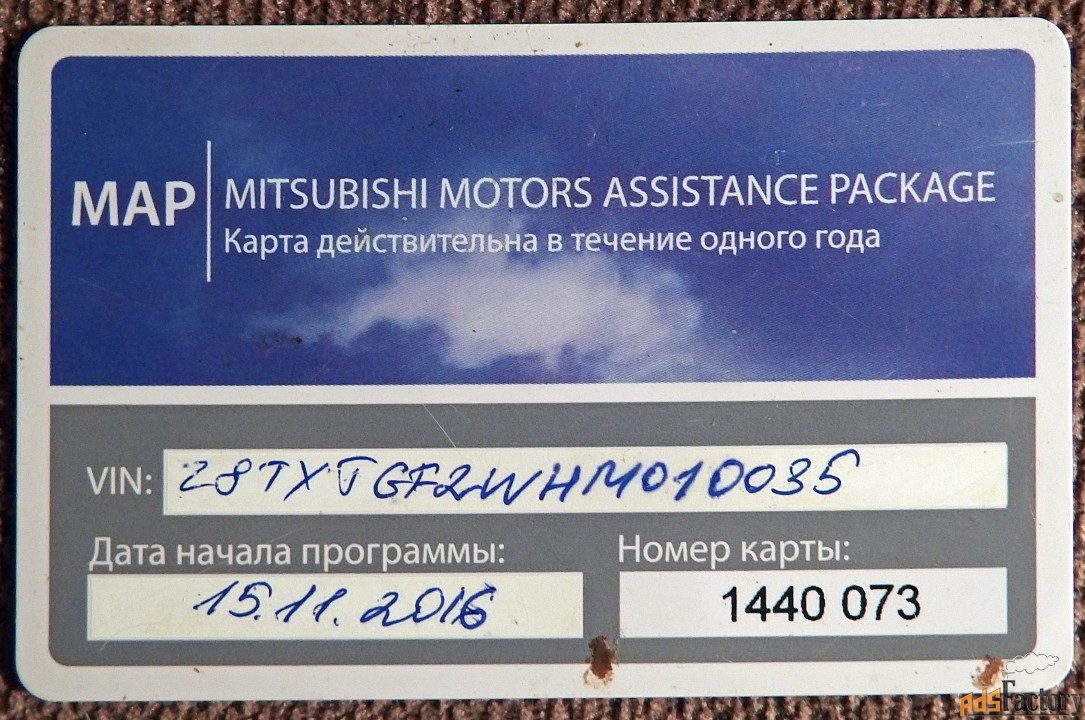 MAP
MITSUBISHI MOTORS ASSISTANCE PACKAGE
Карта действительна в течение одного года
VIN: Z8TXTGF2WHM010035
Дата начала программы:
15.11.2016
Номер карты:
1440 073
AdsFactory